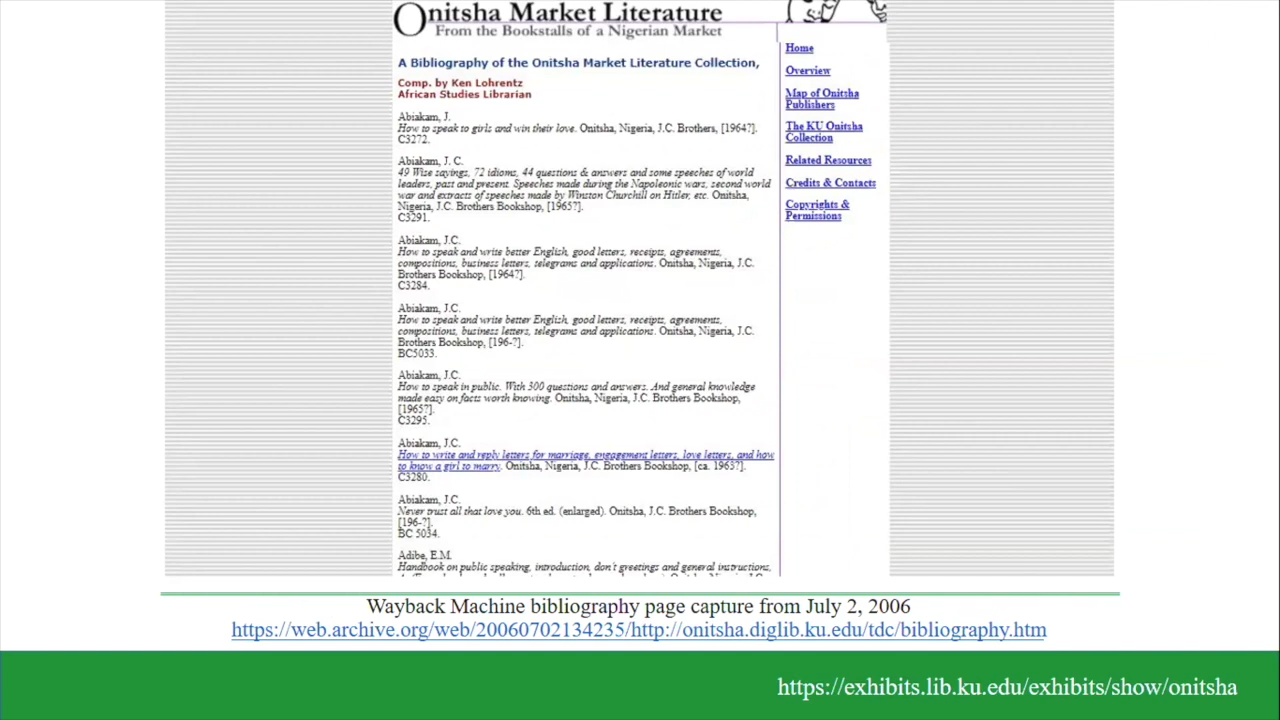 Onitsha Market Literature
From the Bookstalls of a Nigerian Market
A Bibliography of the Onitsha Market Literature Collection,
Comp. by Ken Lohrentz
African Studies Librarian
Abiakam, J.
How to speak to girls and win their love. Onitsha, Nigeria, J.C. Brothers, [1964?].
C3272.
Abiakam, J. C.
49 Wise sayings, 72 idioms, 44 questions & answers and some speeches of world
leaders, past and present. Speeches made during the Napoleonic wars, second world
war and extracts of speeches made by Winston Churchill on Hitler, etc. Onitsha,
Nigeria, J.C. Brothers Bookshop, [1965?].
C3291.
Abiakam, J.C.
How to speak and write better English, good letters, receipts, agreements,
compositions, business letters, telegrams and applications. Onitsha, Nigeria, J.C.
Brothers Bookshop, [1964?].
C3284.
Abiakam, J.C.
How to speak and write better English, good letters, receipts, agreements,
compositions, business letters, telegrams and applications. Onitsha, Nigeria, J.C.
Brothers Bookshop, [196-?].
BC5033.
Abiakam, J.C.
How to speak in public. With 300 questions and answers. And general knowledge
made easy on facts worth knowing. Onitsha, Nigeria, J.C. Brothers Bookshop,
[1965?].
C3295.
Abiakam, J.C.
How to write and reply letters for marriage, engagement letters, love letters, and how
to know a girl to marry. Onitsha, Nigeria, J.C. Brothers Bookshop, [ca. 1963?].
C3280.
Abiakam, J.C.
Never trust all that love you. 6th ed. (enlarged). Onitsha, J.C. Brothers Bookshop,
[196-?].
BC 5034.
Adibe, E.M.
Handbook on public speaking, introduction, don't greetings and general instructions,
Home
Overview
Map of Onitsha
Publishers
The KU Onitsha
Collection
Related Resources
Credits & Contacts
Copyrights &
Permissions
Wayback Machine bibliography page capture from July 2, 2006
https://web.archive.org/web/20060702134235/http://onitsha.diglib.ku.edu/tdc/bibliography.htm
https://exhibits.lib.ku.edu/exhibits/show/onitsha